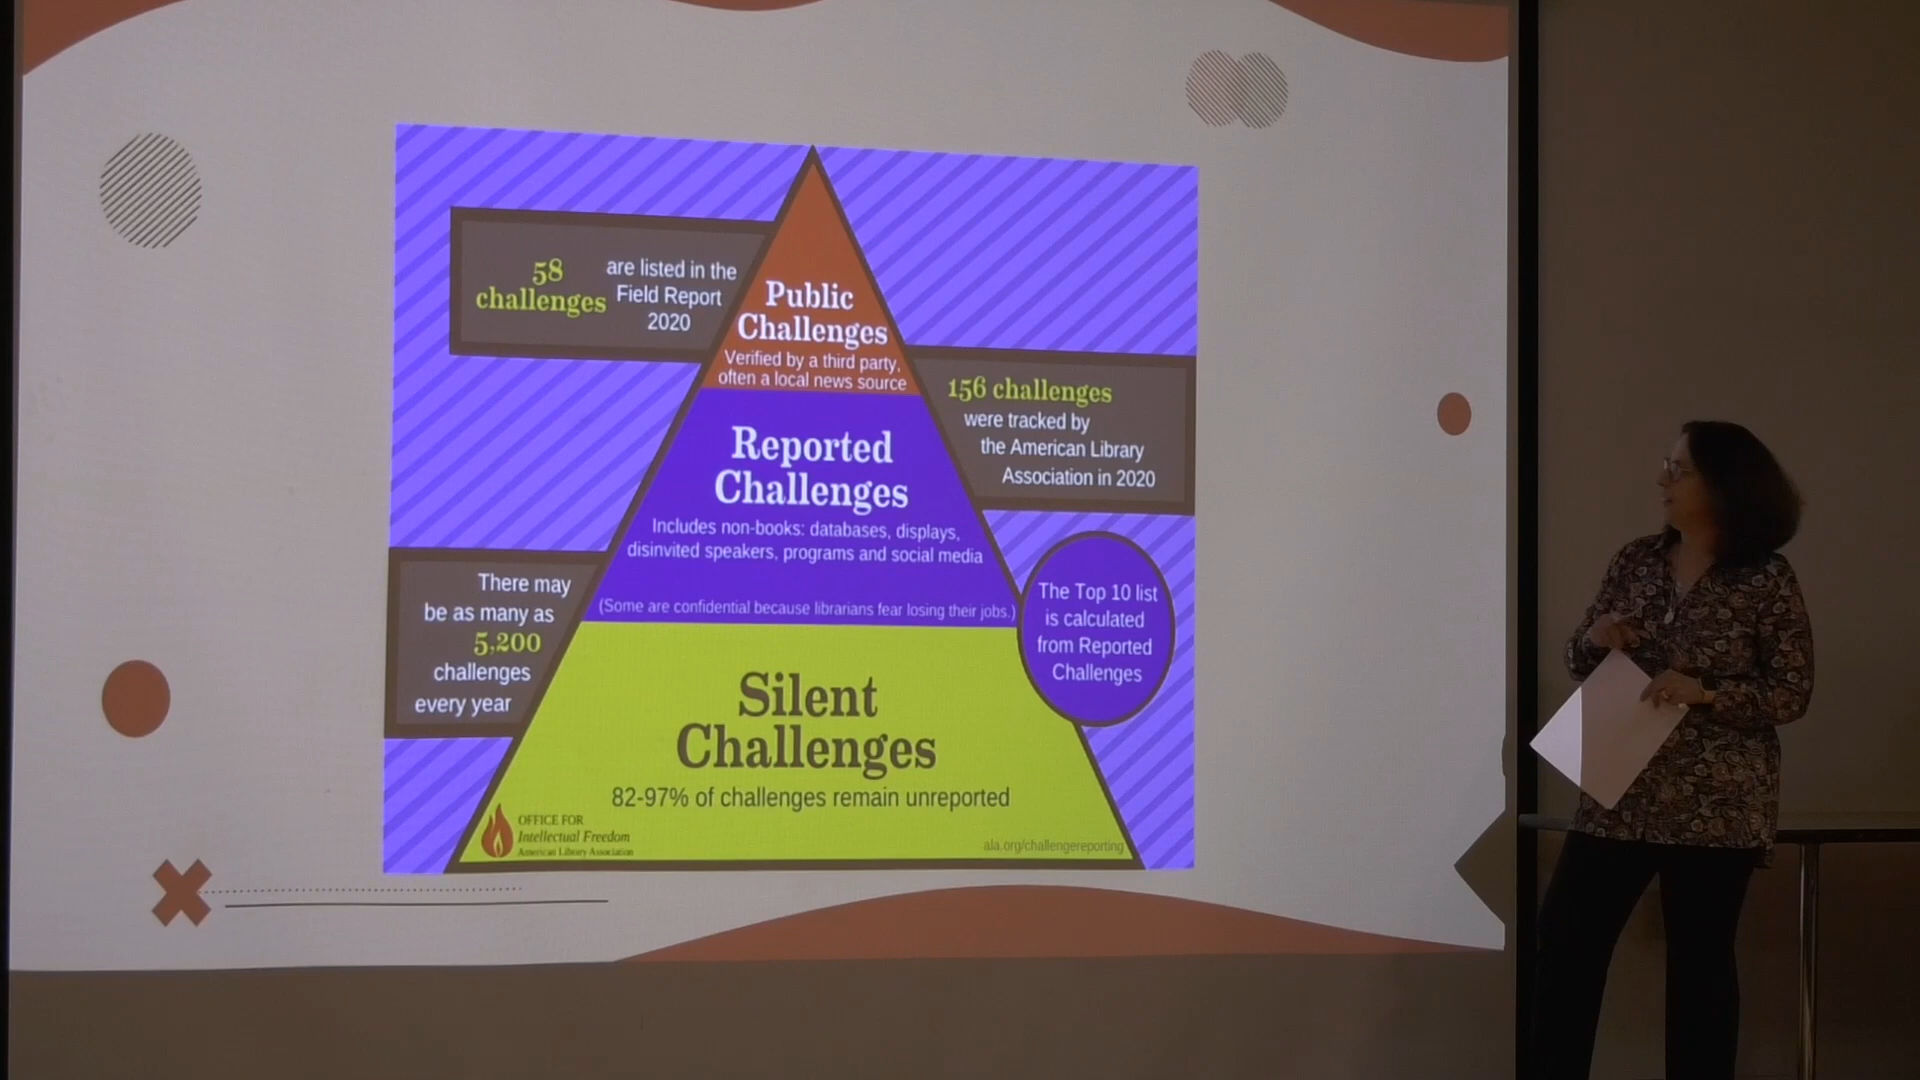 58
challenges
are listed in the
Field Report
2020
Public
Challenges
Verified by a third party,
often a local news source
156 challenges
were tracked by
the American Library
Association in 2020
Reported
Challenges
Includes non-books: databases, displays,
disinvited speakers, programs and social media
(Some are confidential because librarians fear losing their jobs.)
There may
be as many as
5,200
challenges
every year
The Top 10 list
is calculated
from Reported
Challenges
Silent
Challenges
82-97% of challenges remain unreported
OFFICE FOR
Intellectual Freedom
American Library Association
ala.org/challengereporting